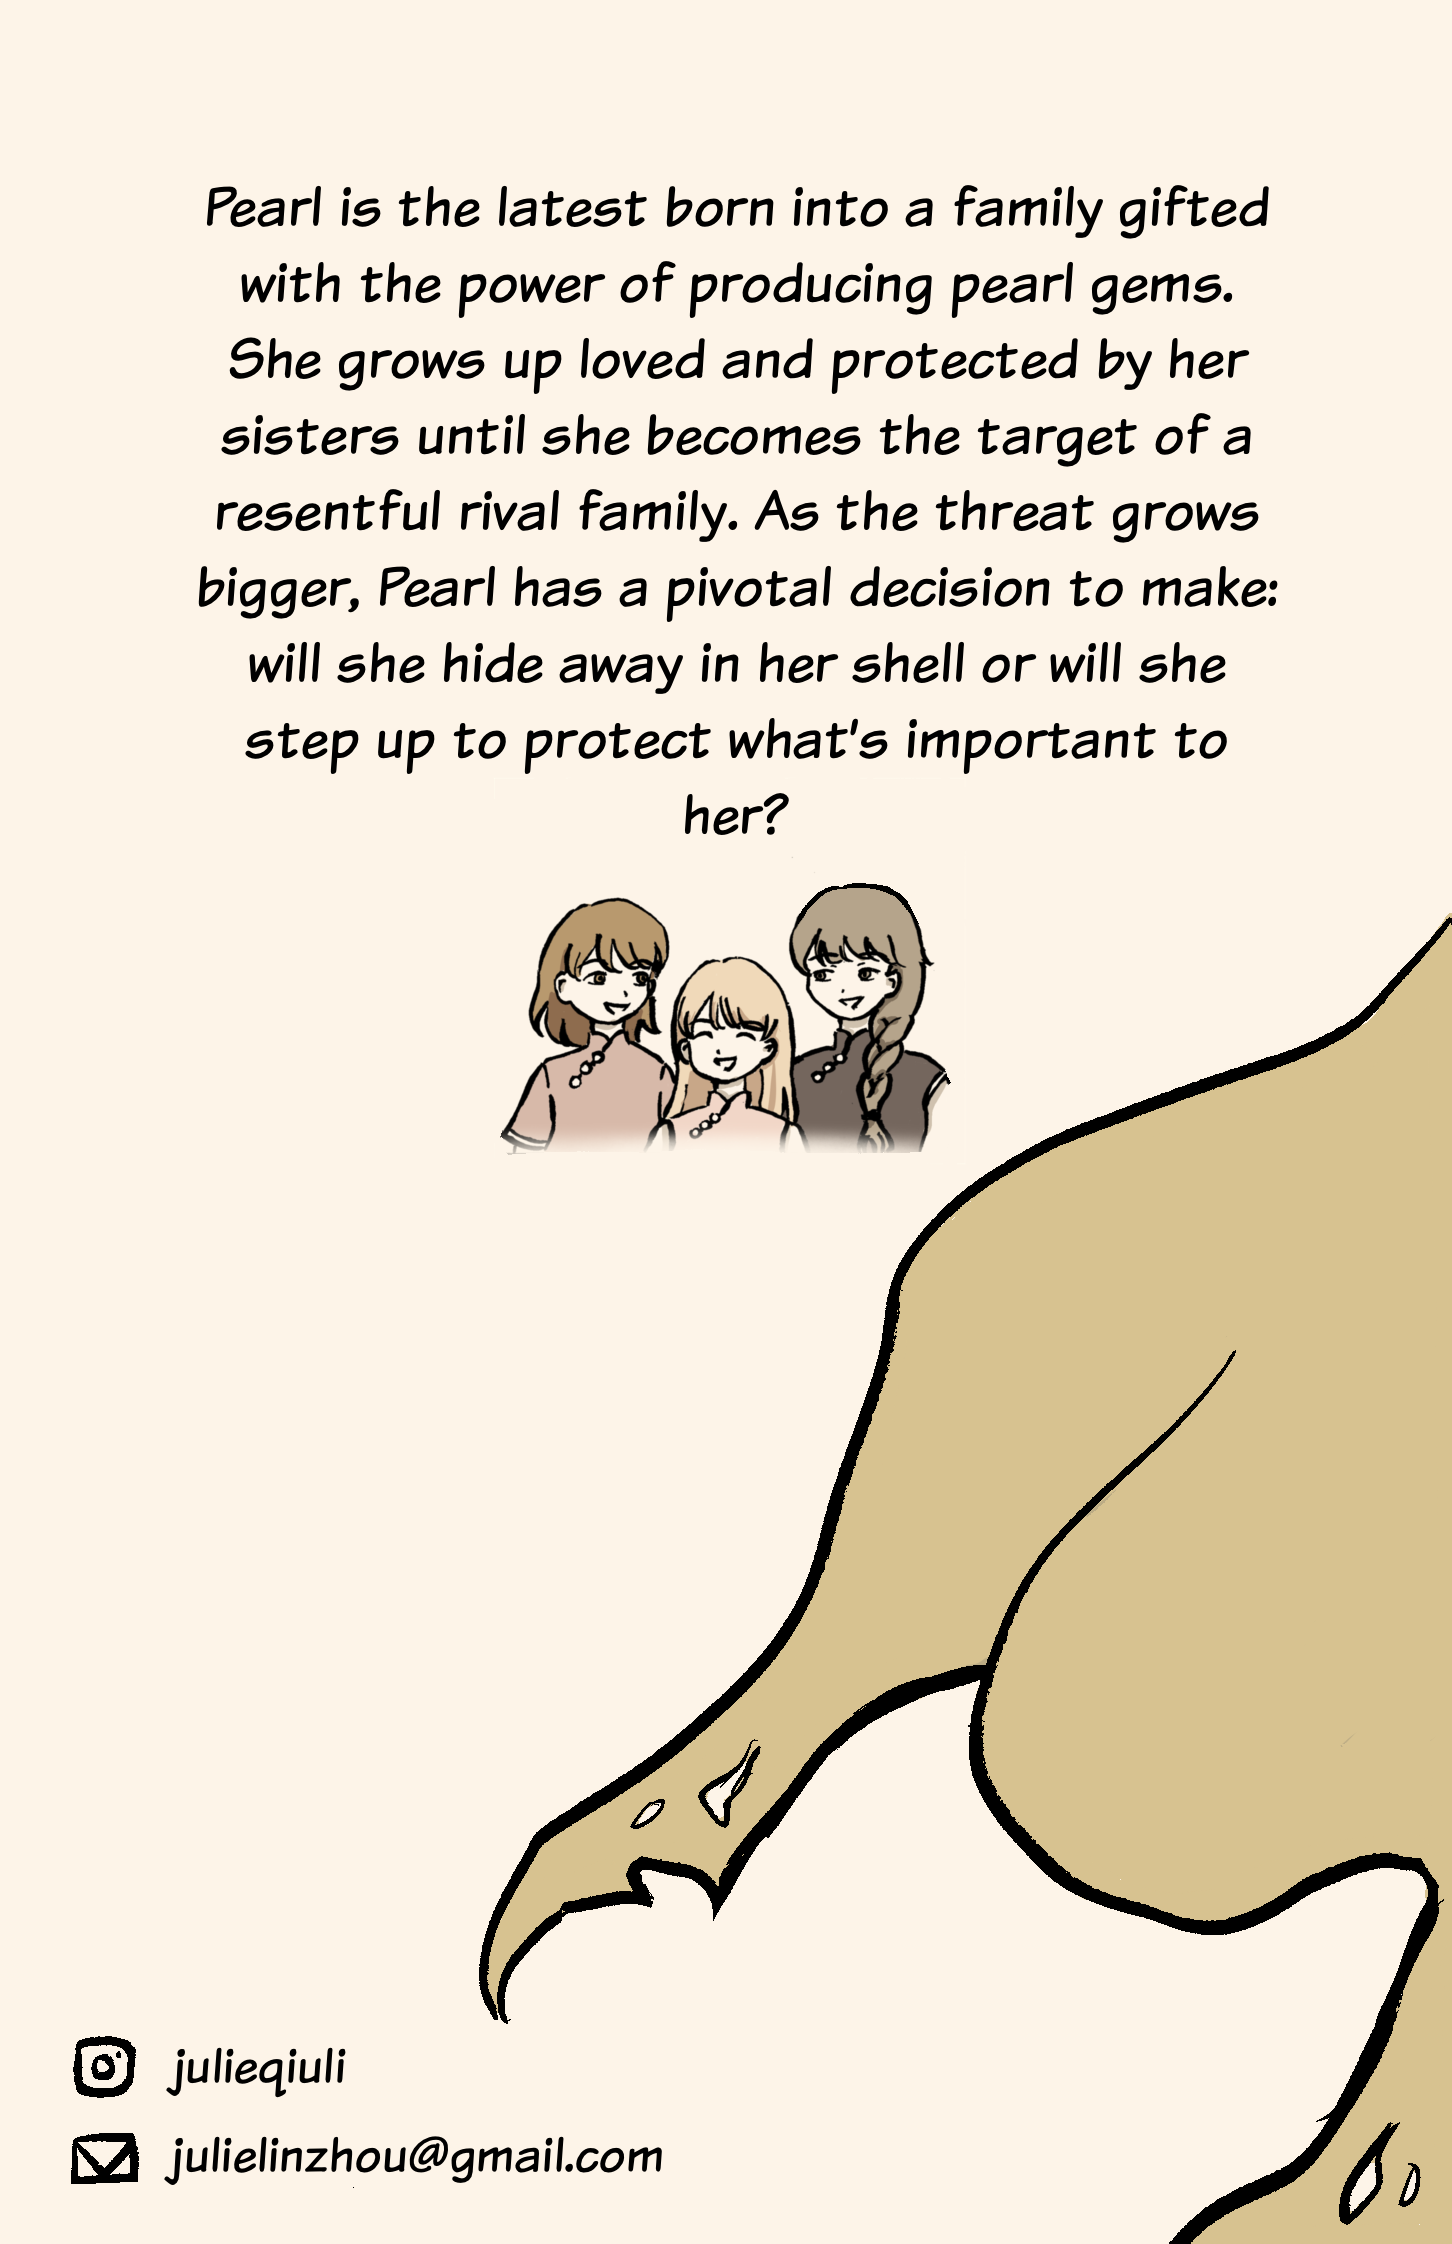 Pearl is the latest born into a family gifted
with the power of producing pearl gems.
She grows up loved and protected by her
sisters until she becomes the target of a
resentful rival family. As the threat grows
bigger, Pearl has a pivotal decision to make:
will she hide away in her shell or will she
step up to protect what's important to
her?
julieqiuli
julielinzhou@gmail.com